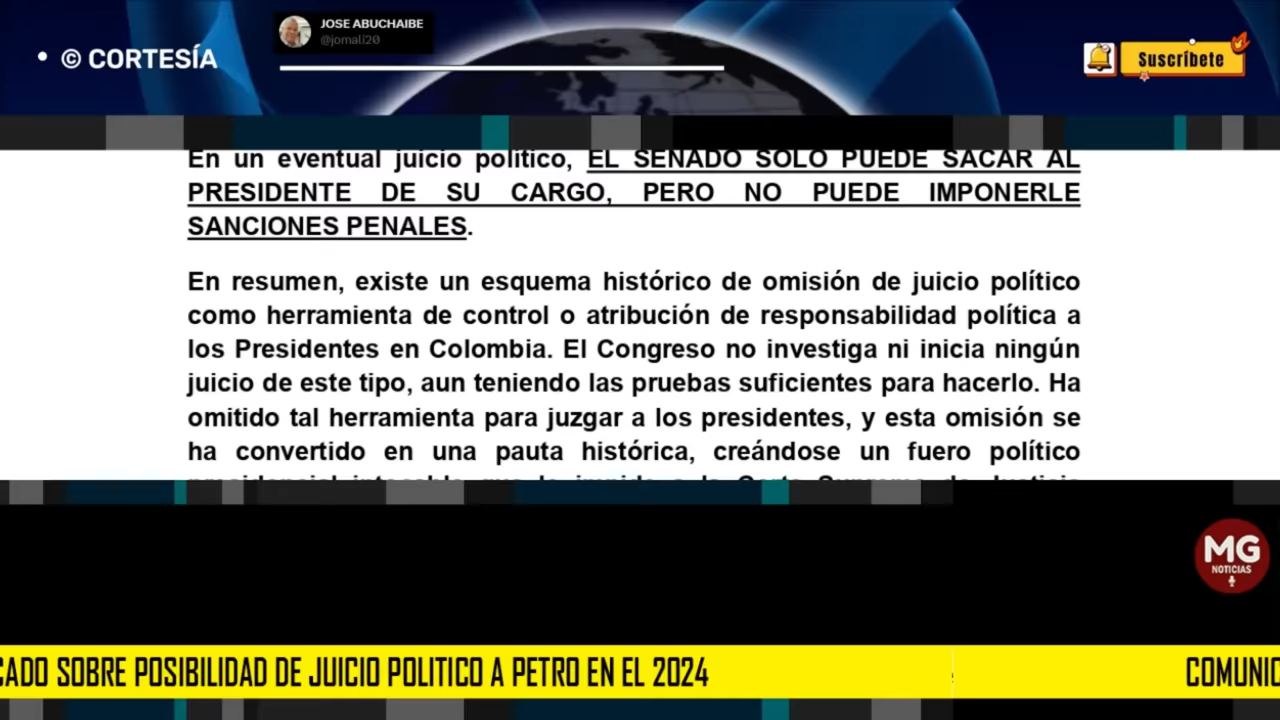 • © CORTESÍA
JOSE ABUCHAIBE
@jomali20
Suscríbete
En un eventual juicio político, EL SENADO SOLO PUEDE SACAR AL
PRESIDENTE DE SU CARGO, PERO NO PUEDE IMPONERLE
SANCIONES PENALES.
En resumen, existe un esquema histórico de omisión de juicio político
como herramienta de control o atribución de responsabilidad política a
los Presidentes en Colombia. El Congreso no investiga ni inicia ningún
juicio de este tipo, aun teniendo las pruebas suficientes para hacerlo. Ha
omitido tal herramienta para juzgar a los presidentes, y esta omisión se
ha convertido en una pauta histórica, creándose un fuero político
MG
NOTICIAS
CADO SOBRE POSIBILIDAD DE JUICIO POLITICO A PETRO EN EL 2024
COMUNIC